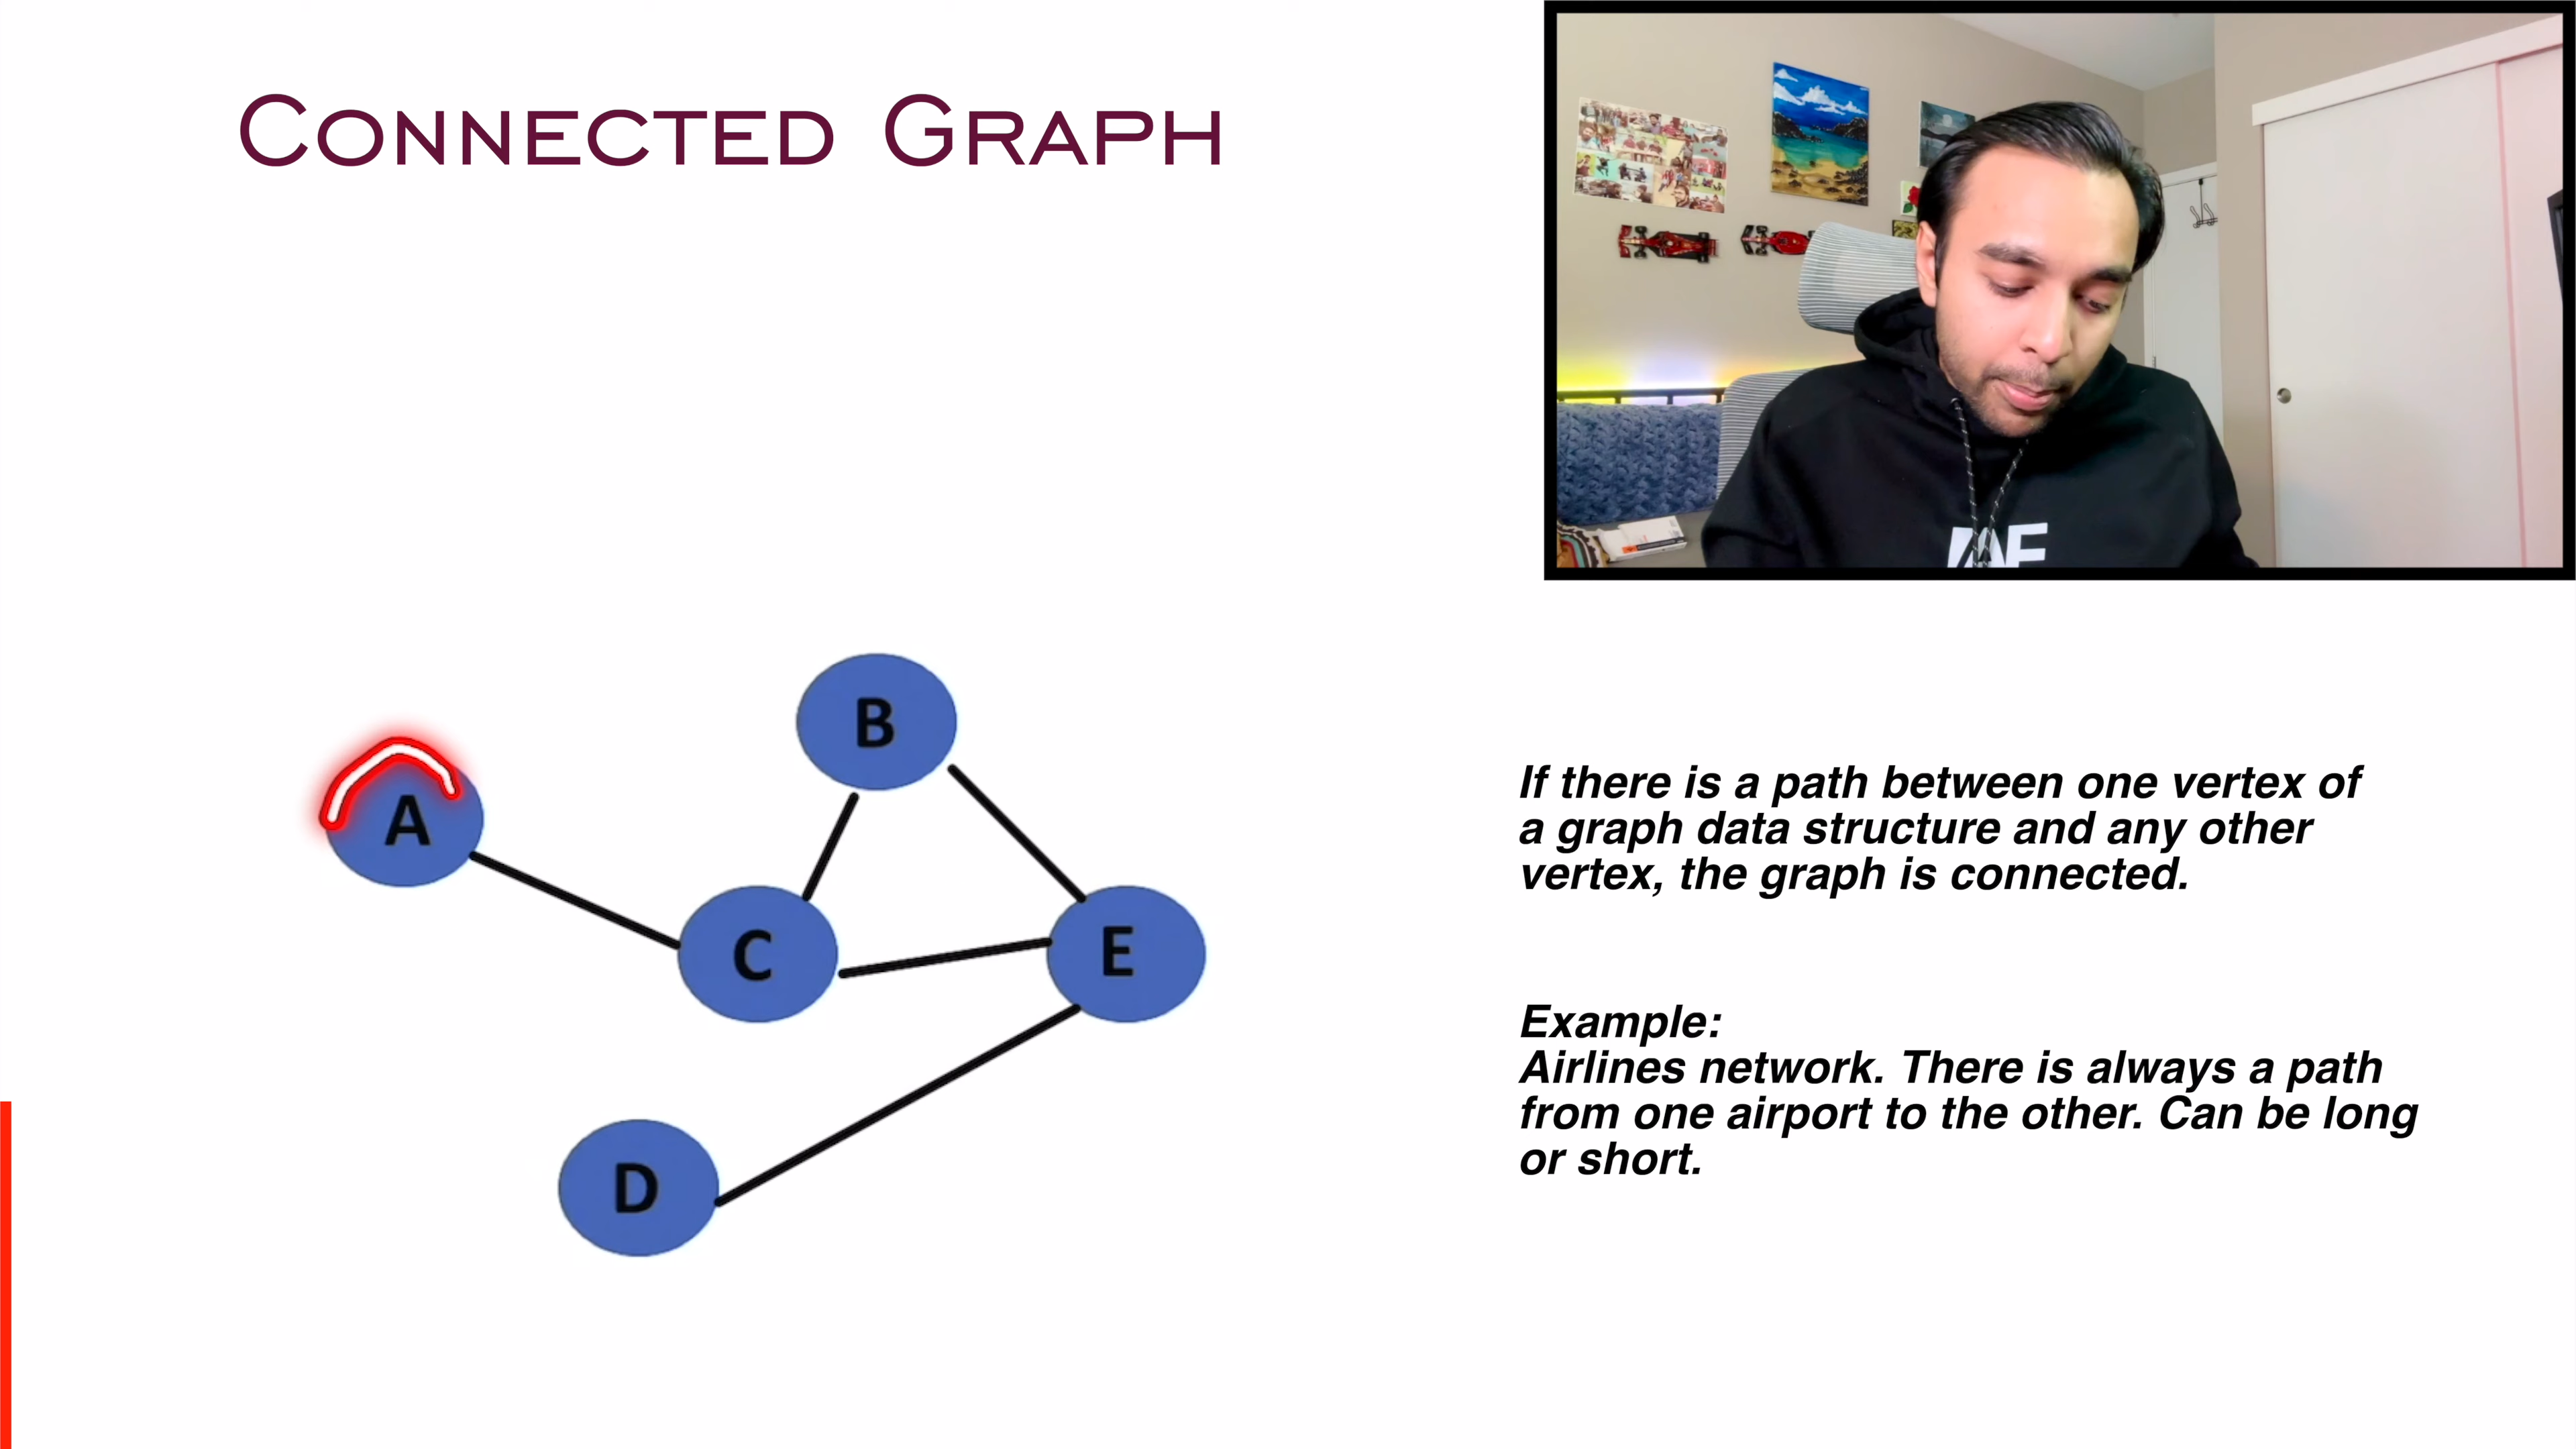 CONNECTED GRAPH
B
A
C
E
D
If there is a path between one vertex of
a graph data structure and any other
vertex, the graph is connected.
Example:
Airlines network. There is always a path
from one airport to the other. Can be long
or short.